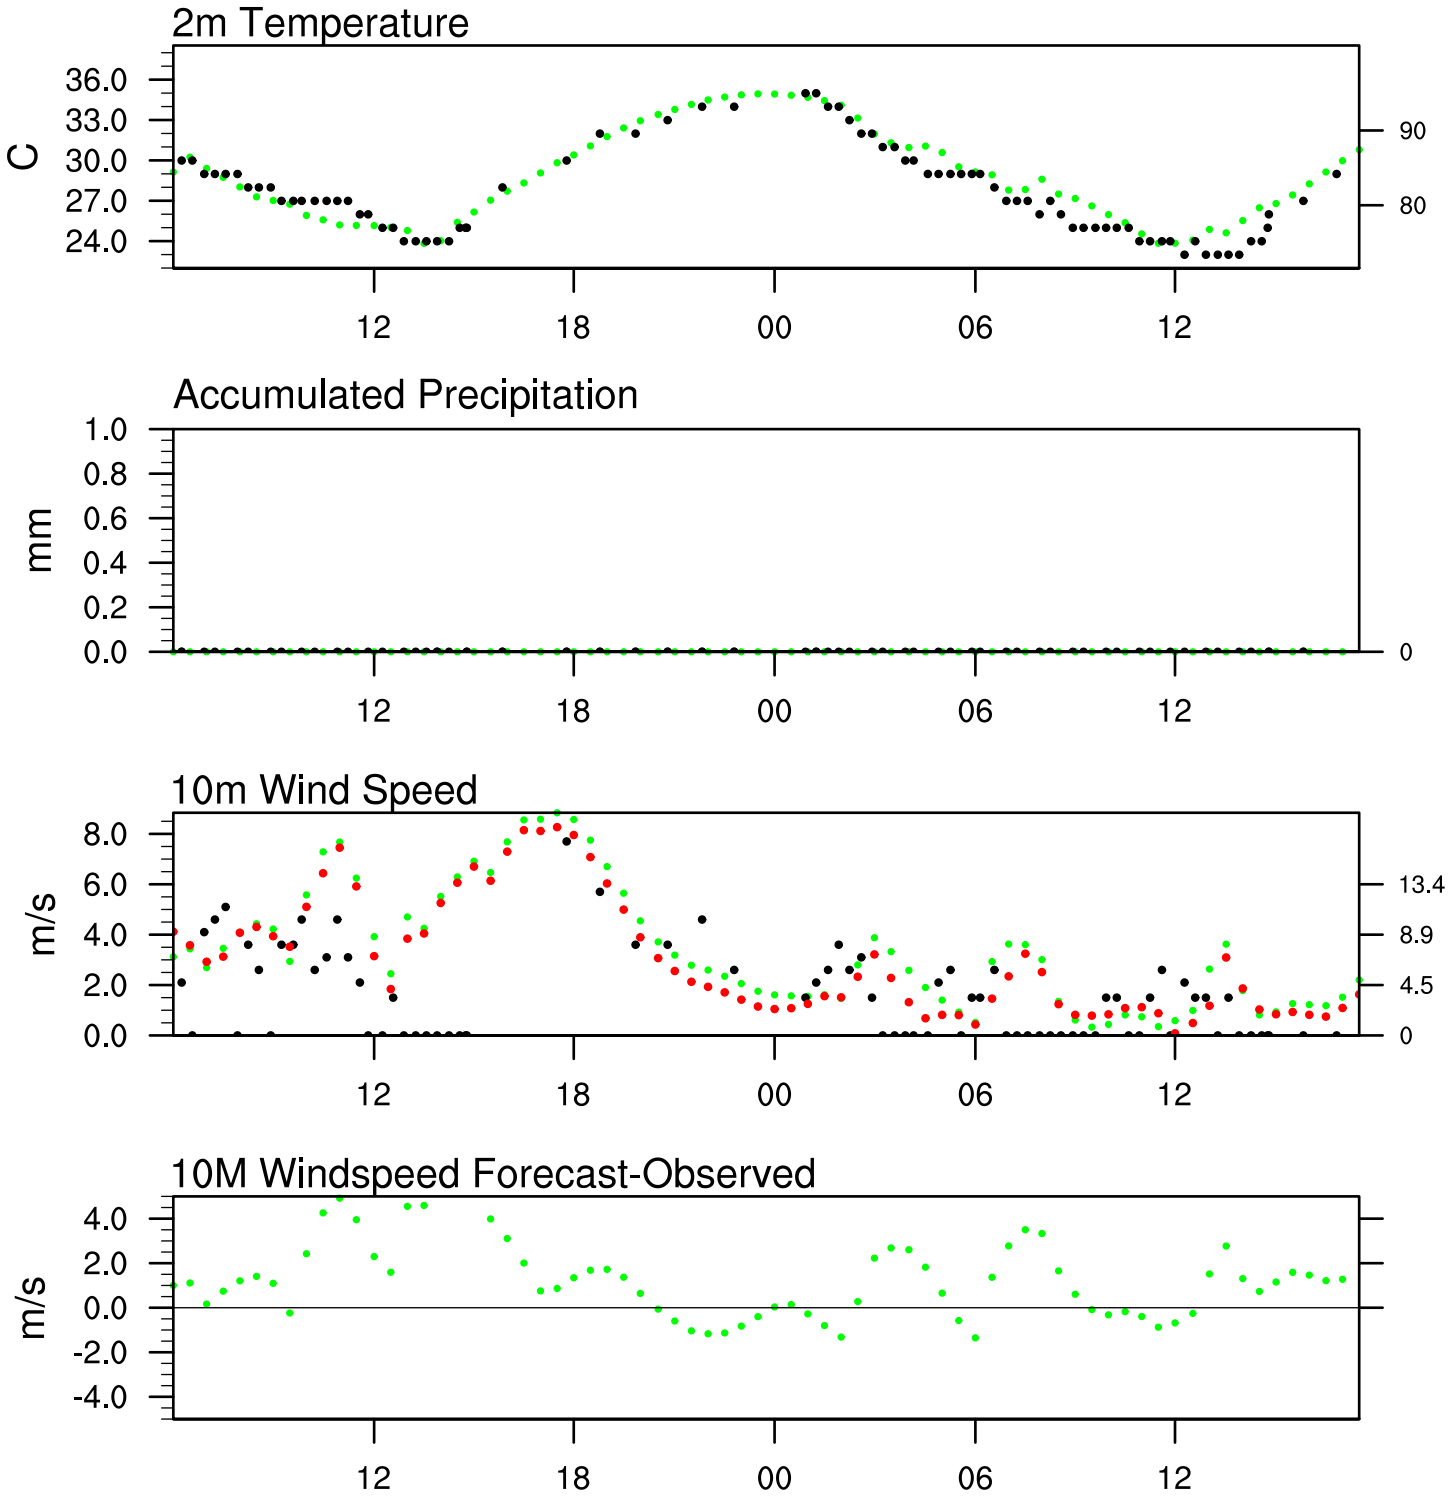 2m Temperature
36.0
33.0
30.0
27.0
24.0
C
90
80
12 18 00 06 12
Accumulated Precipitation
1.0
0.8
0.6
0.4
0.2
0.0
mm
0
12 18 00 06 12
10m Wind Speed
8.0
6.0
4.0
2.0
0.0
m/s
13.4
8.9
4.5
0
12 18 00 06 12
10M Windspeed Forecast-Observed
4.0
2.0
0.0
-2.0
-4.0
m/s
12 18 00 06 12